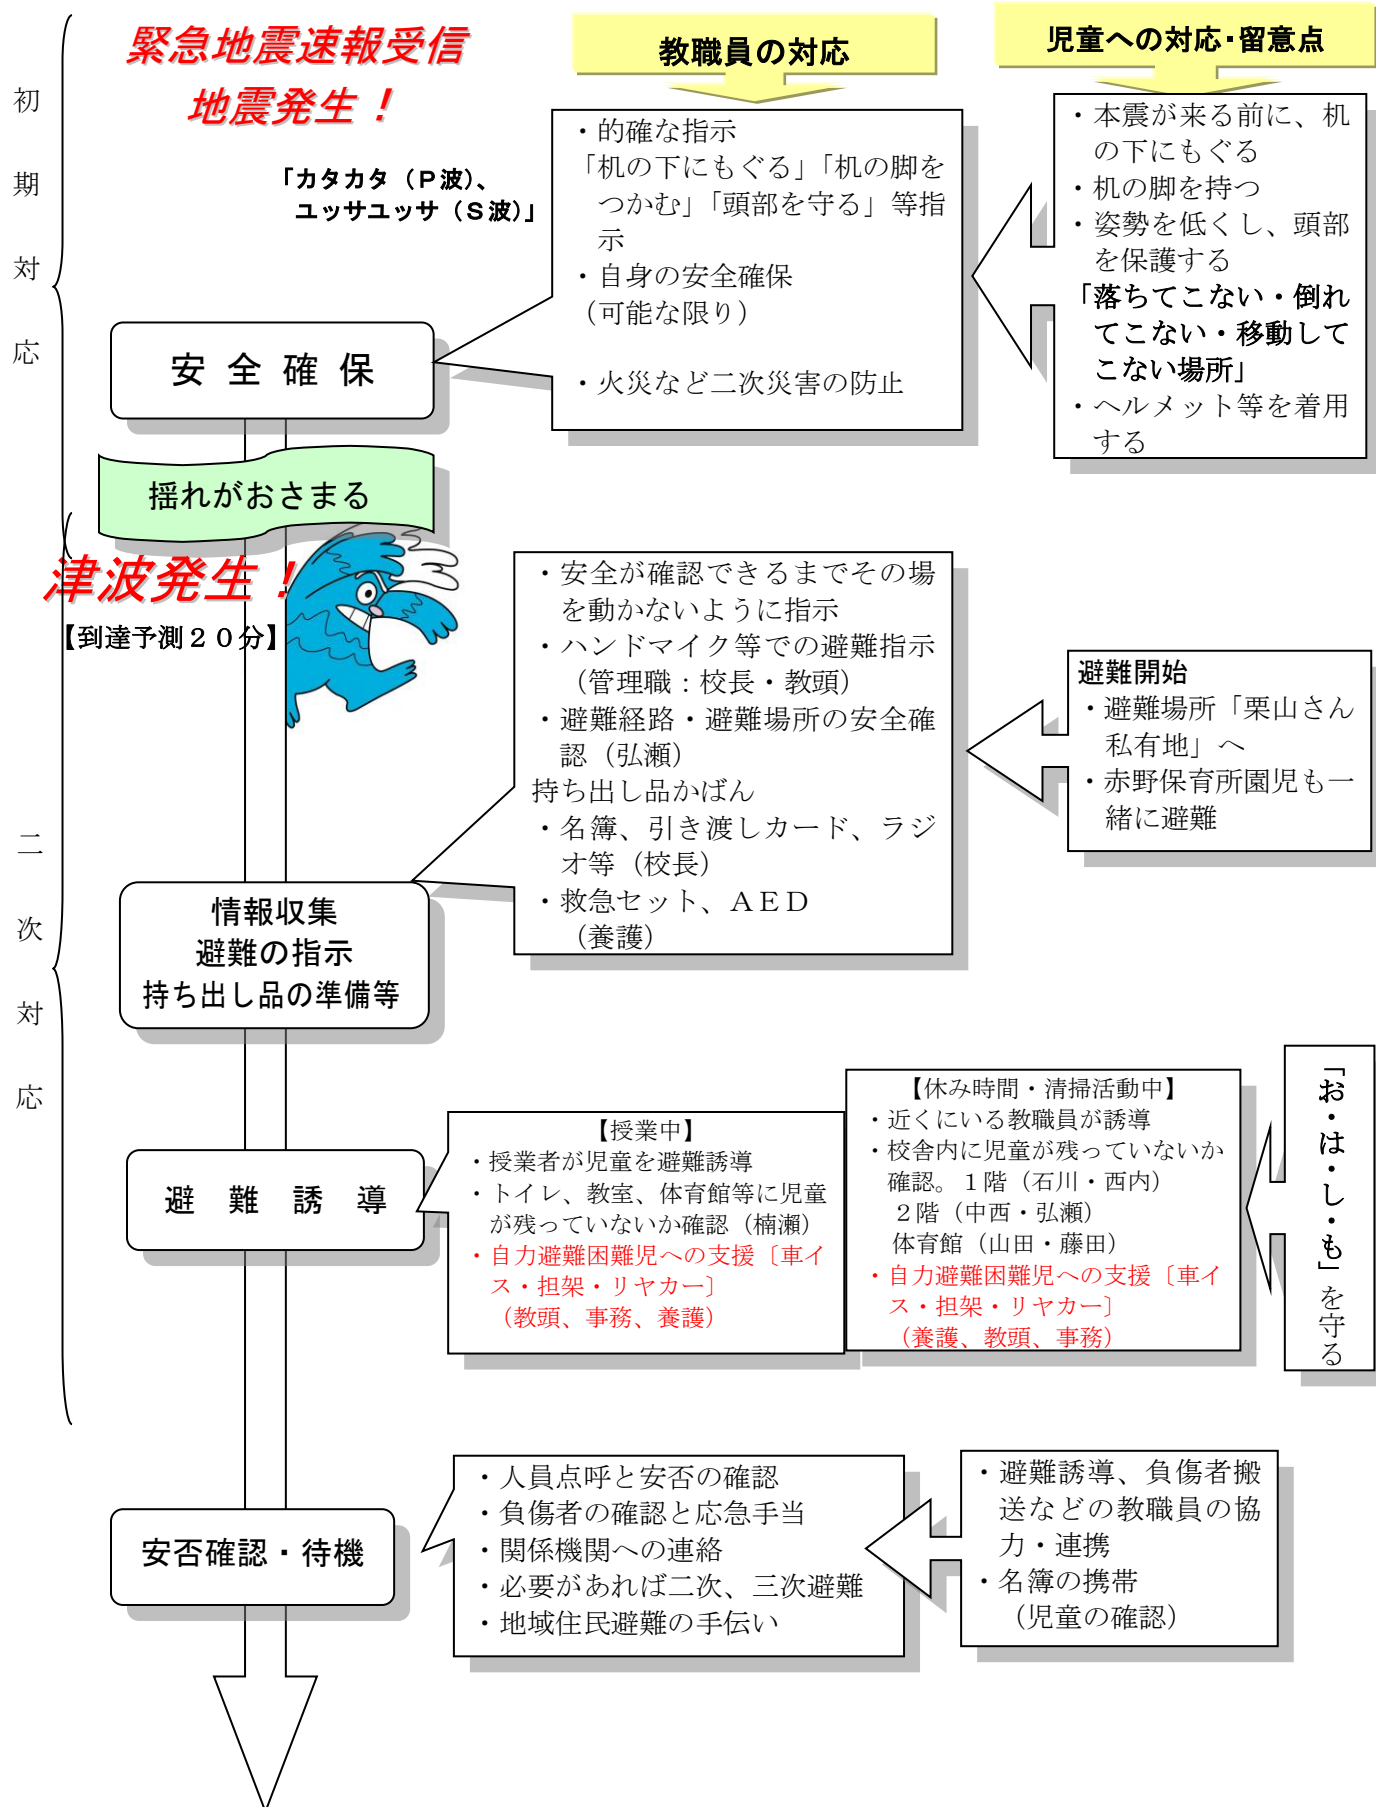 緊急地震速報受信
地震発生！
教職員の対応
児童への対応・留意点
初期対応
「カタカタ（Ｐ波）、
ユッサユッサ（Ｓ波）」
・的確な指示
「机の下にもぐる」「机の脚を
つかむ」「頭部を守る」等指
示
・自身の安全確保
（可能な限り）
・火災など二次災害の防止
・本震が来る前に、机
の下にもぐる
・机の脚を持つ
・姿勢を低くし、頭部
を保護する
「落ちてこない・倒れ
てこない・移動して
こない場所」
・ヘルメット等を着用
する
安全確保
揺れがおさまる
津波発生！
【到達予測２０分】
二次対応
・安全が確認できるまでその場
を動かないように指示
・ハンドマイク等での避難指示
（管理職：校長・教頭）
・避難経路・避難場所の安全確
認（弘瀬）
持ち出し品かばん
・名簿、引き渡しカード、ラジ
オ等（校長）
・救急セット、ＡＥＤ
（養護）
避難開始
・避難場所「栗山さん
私有地」へ
・赤野保育所園児も一
緒に避難
情報収集
避難の指示
持ち出し品の準備等
避難誘導
【授業中】
・授業者が児童を避難誘導
・トイレ、教室、体育館等に児童
が残っていないか確認（楠瀬）
・自力避難困難児への支援〔車イ
ス・担架・リヤカー〕
（教頭、事務、養護）
【休み時間・清掃活動中】
・近くにいる教職員が誘導
・校舎内に児童が残っていないか
確認。１階（石川・西内）
２階（中西・弘瀬）
体育館（山田・藤田）
・自力避難困難児への支援〔車イ
ス・担架・リヤカー〕
（養護、教頭、事務）
「お・は・し・も」を守る
安否確認・待機
・人員点呼と安否の確認
・負傷者の確認と応急手当
・関係機関への連絡
・必要があれば二次、三次避難
・地域住民避難の手伝い
・避難誘導、負傷者搬
送などの教職員の協
力・連携
・名簿の携帯
（児童の確認）